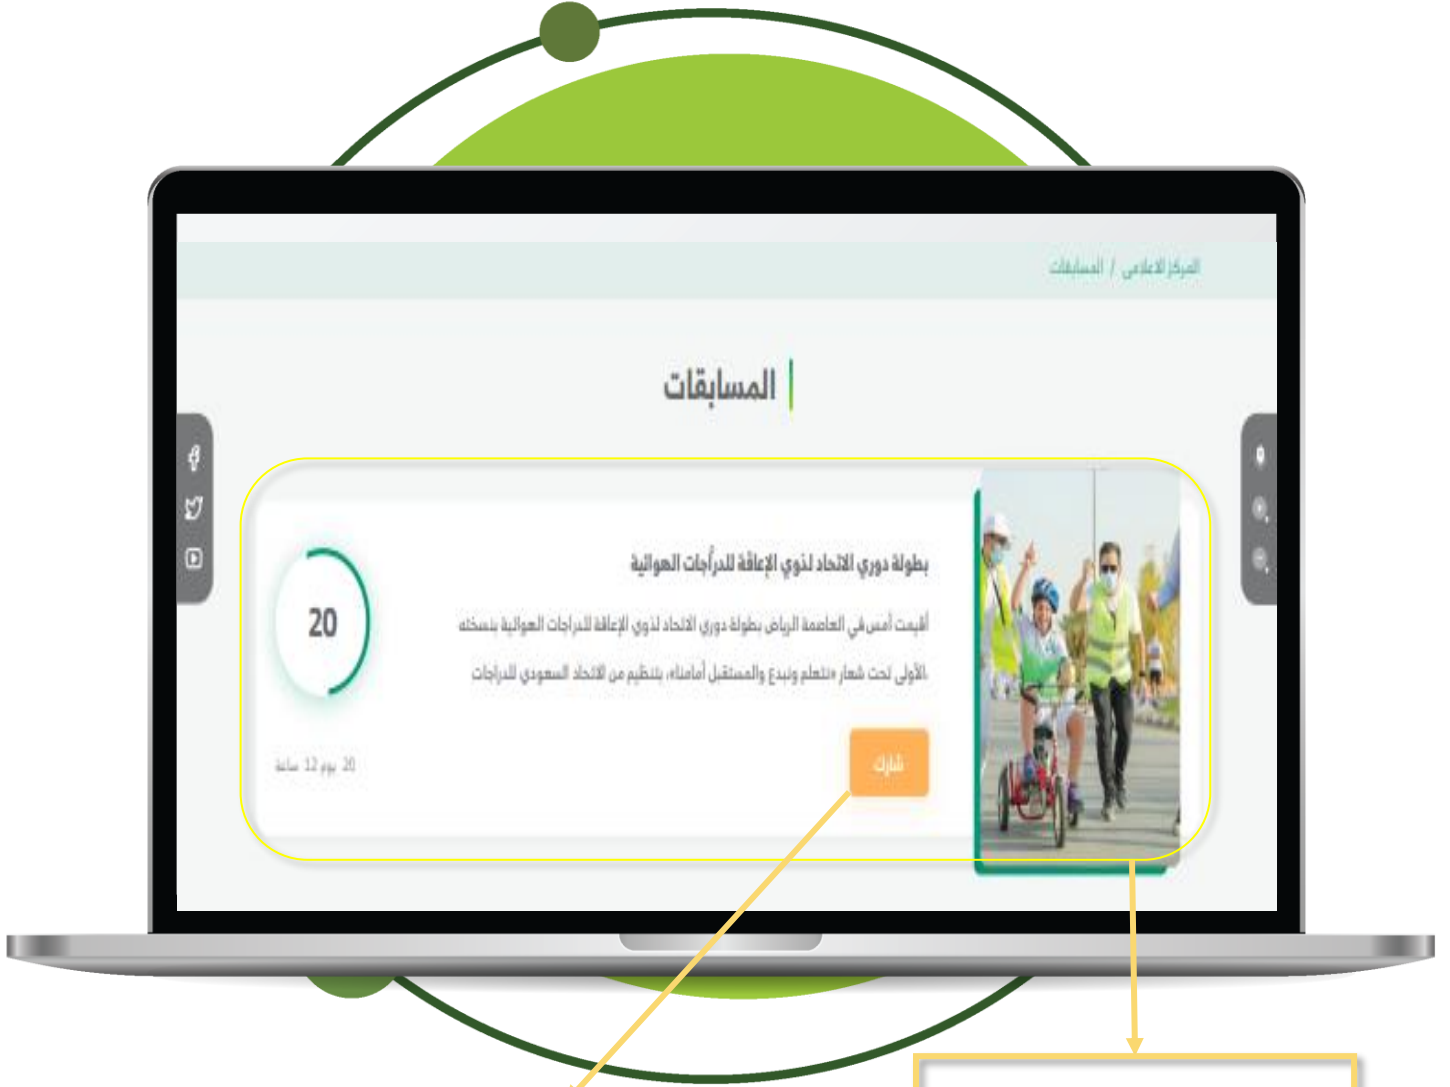 المركز الاعلامي / المسابقات
المسابقات
بطولة دوري الاتحاد لذوي الإعاقة للدراجات الهوائية
أقيمت أمس في العاصمة الرياض بطولة دوري الاتحاد لذوي الإعاقة للدراجات الهوائية بنسخته
.الأولى تحت شعار «نتعلم ونبدع والمستقبل أمامنا»، بتنظيم من الاتحاد السعودي للدراجات
شارك
20
20 يوم 12 ساعة